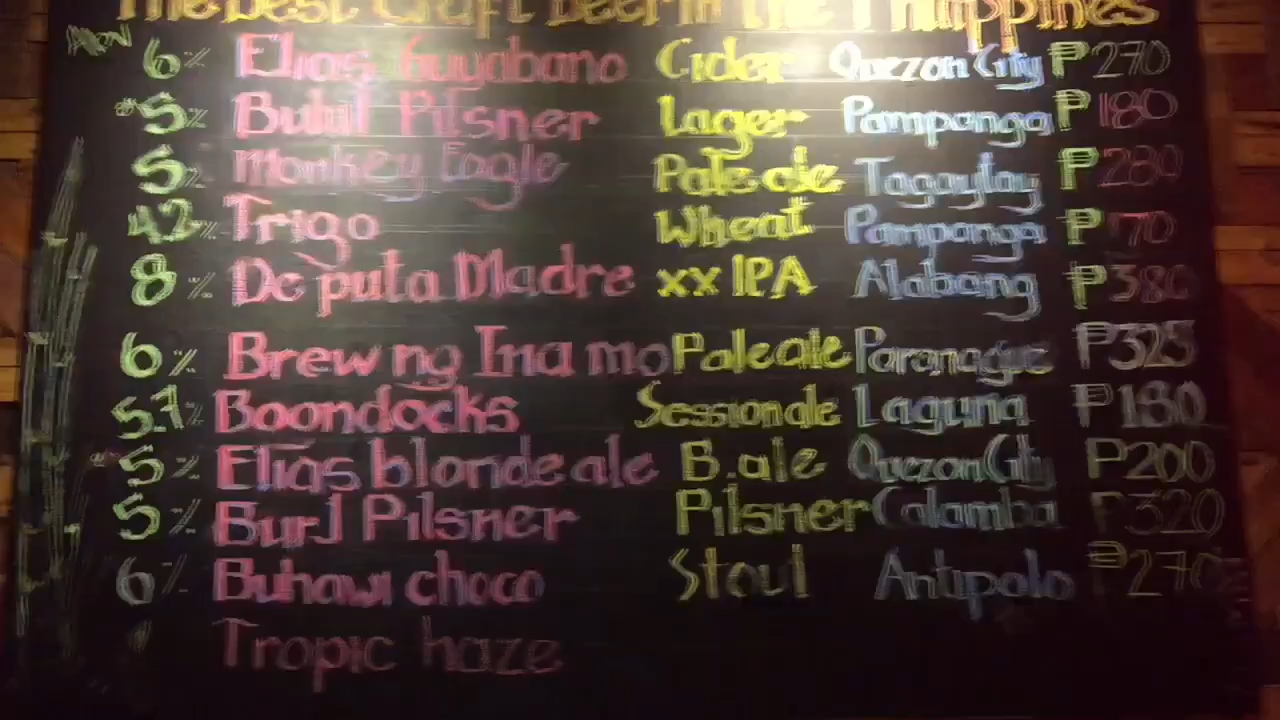 The Best Craft Beer in the Philippines
6% Elias Guyabano Cider Quezon City ₱270
5% Butil Pilsner Lager Pampanga ₱180
5% Monkey Eagle Pale ale Tagaytay ₱280
4.2% Trigo Wheat Pampanga ₱170
8% De puta Madre xx IPA Alabang ₱380
6% Brew ng Ina mo Pale ale Paranaque ₱325
5.1% Boondocks Session ale Laguna ₱180
5% Elias blonde ale B.ale Quezon City ₱200
5% Burj Pilsner Pilsner Calamba ₱320
6% Buhawi choco Stout Antipolo ₱270
Tropic haze